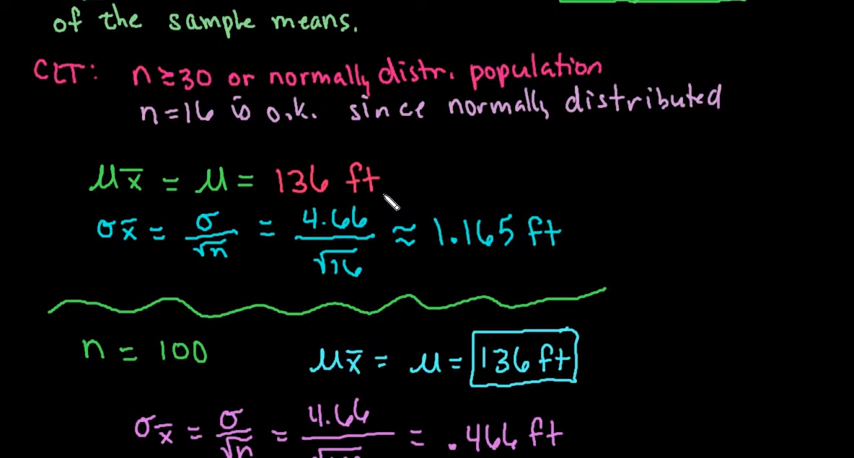 of the sample means.
CLT: n ≥ 30 or normally distr. population
n = 16 is o.k. since normally distributed
μx̄ = μ = 136 ft
σx̄ = σ/√n = 4.66/√16 ≈ 1.165 ft
n = 100
μx̄ = μ = 136 ft
σx̄ = σ/√n = 4.66/ = .466 ft